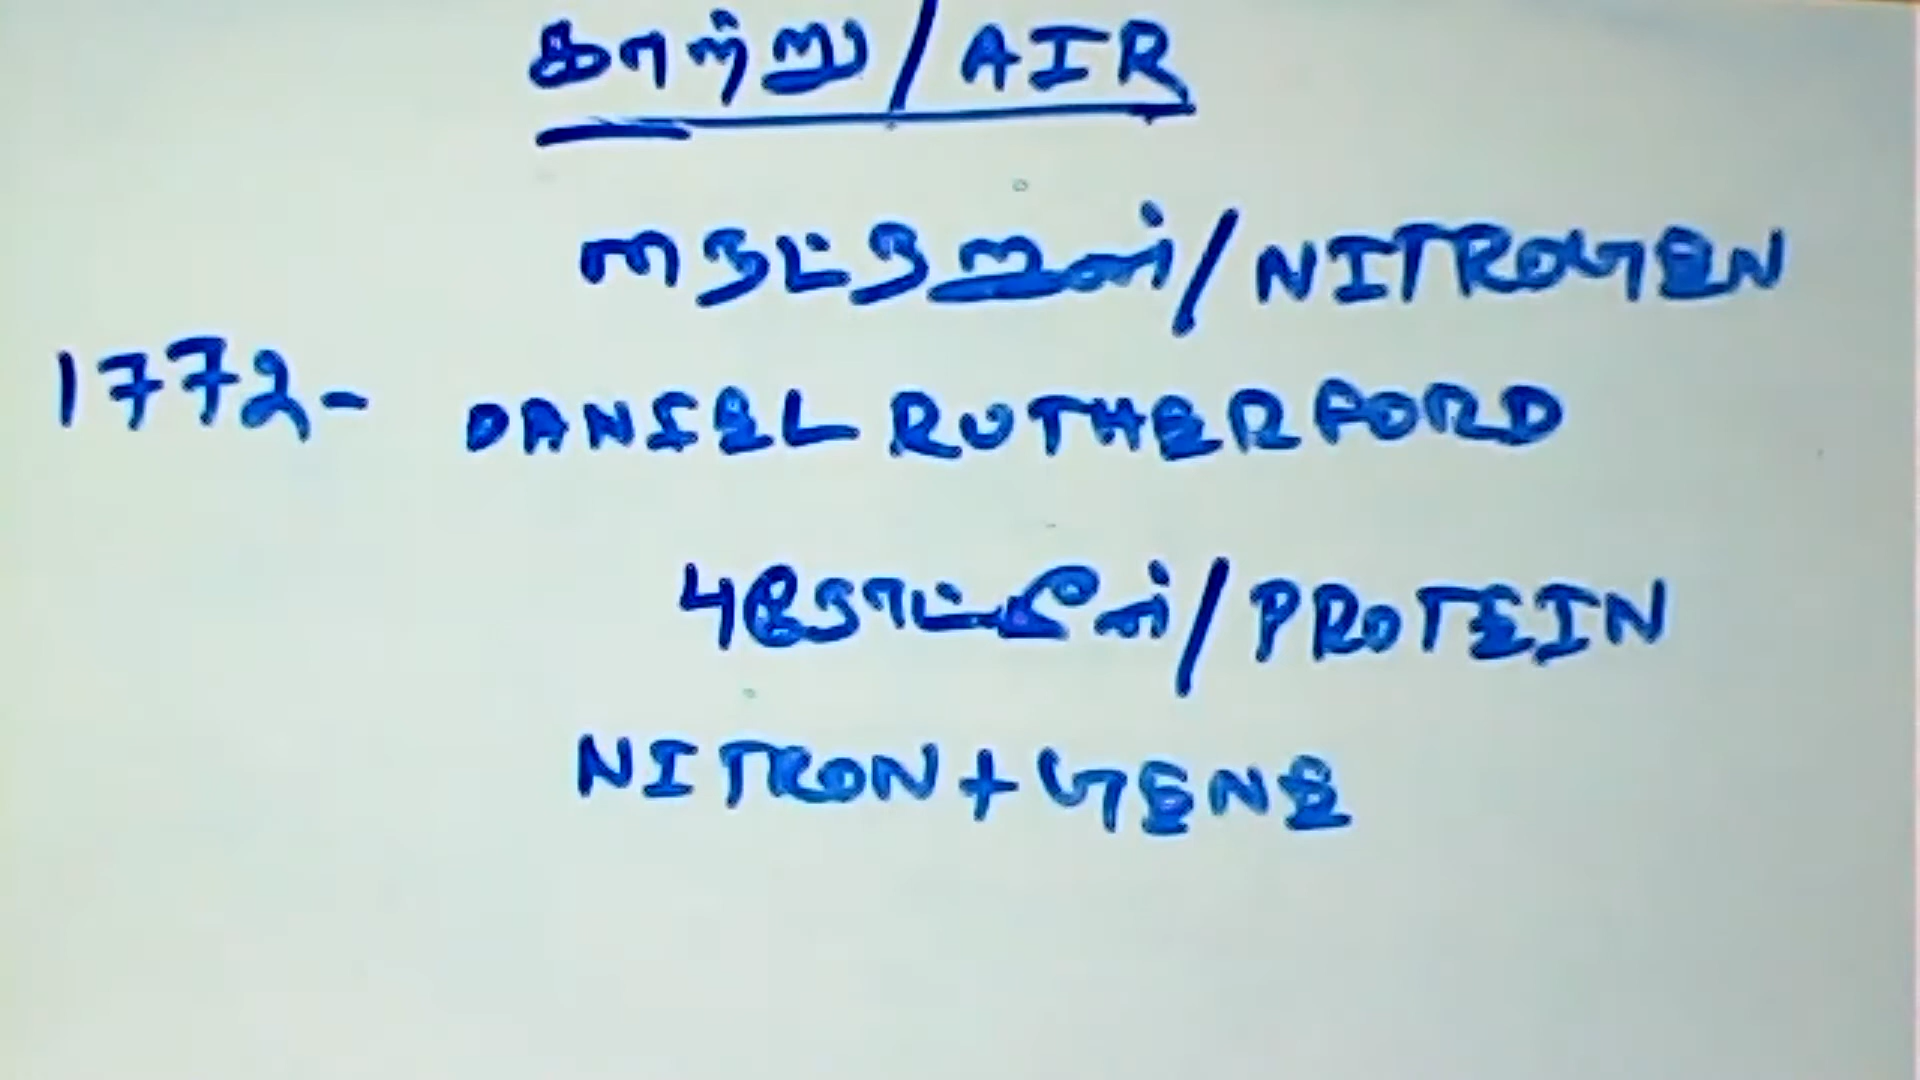 காற்று/AIR
நைட்ரஜன்/NITROGEN
1772- DANIEL RUTHERFORD
புரோட்டீன்/PROTEIN
NITRON+GENE